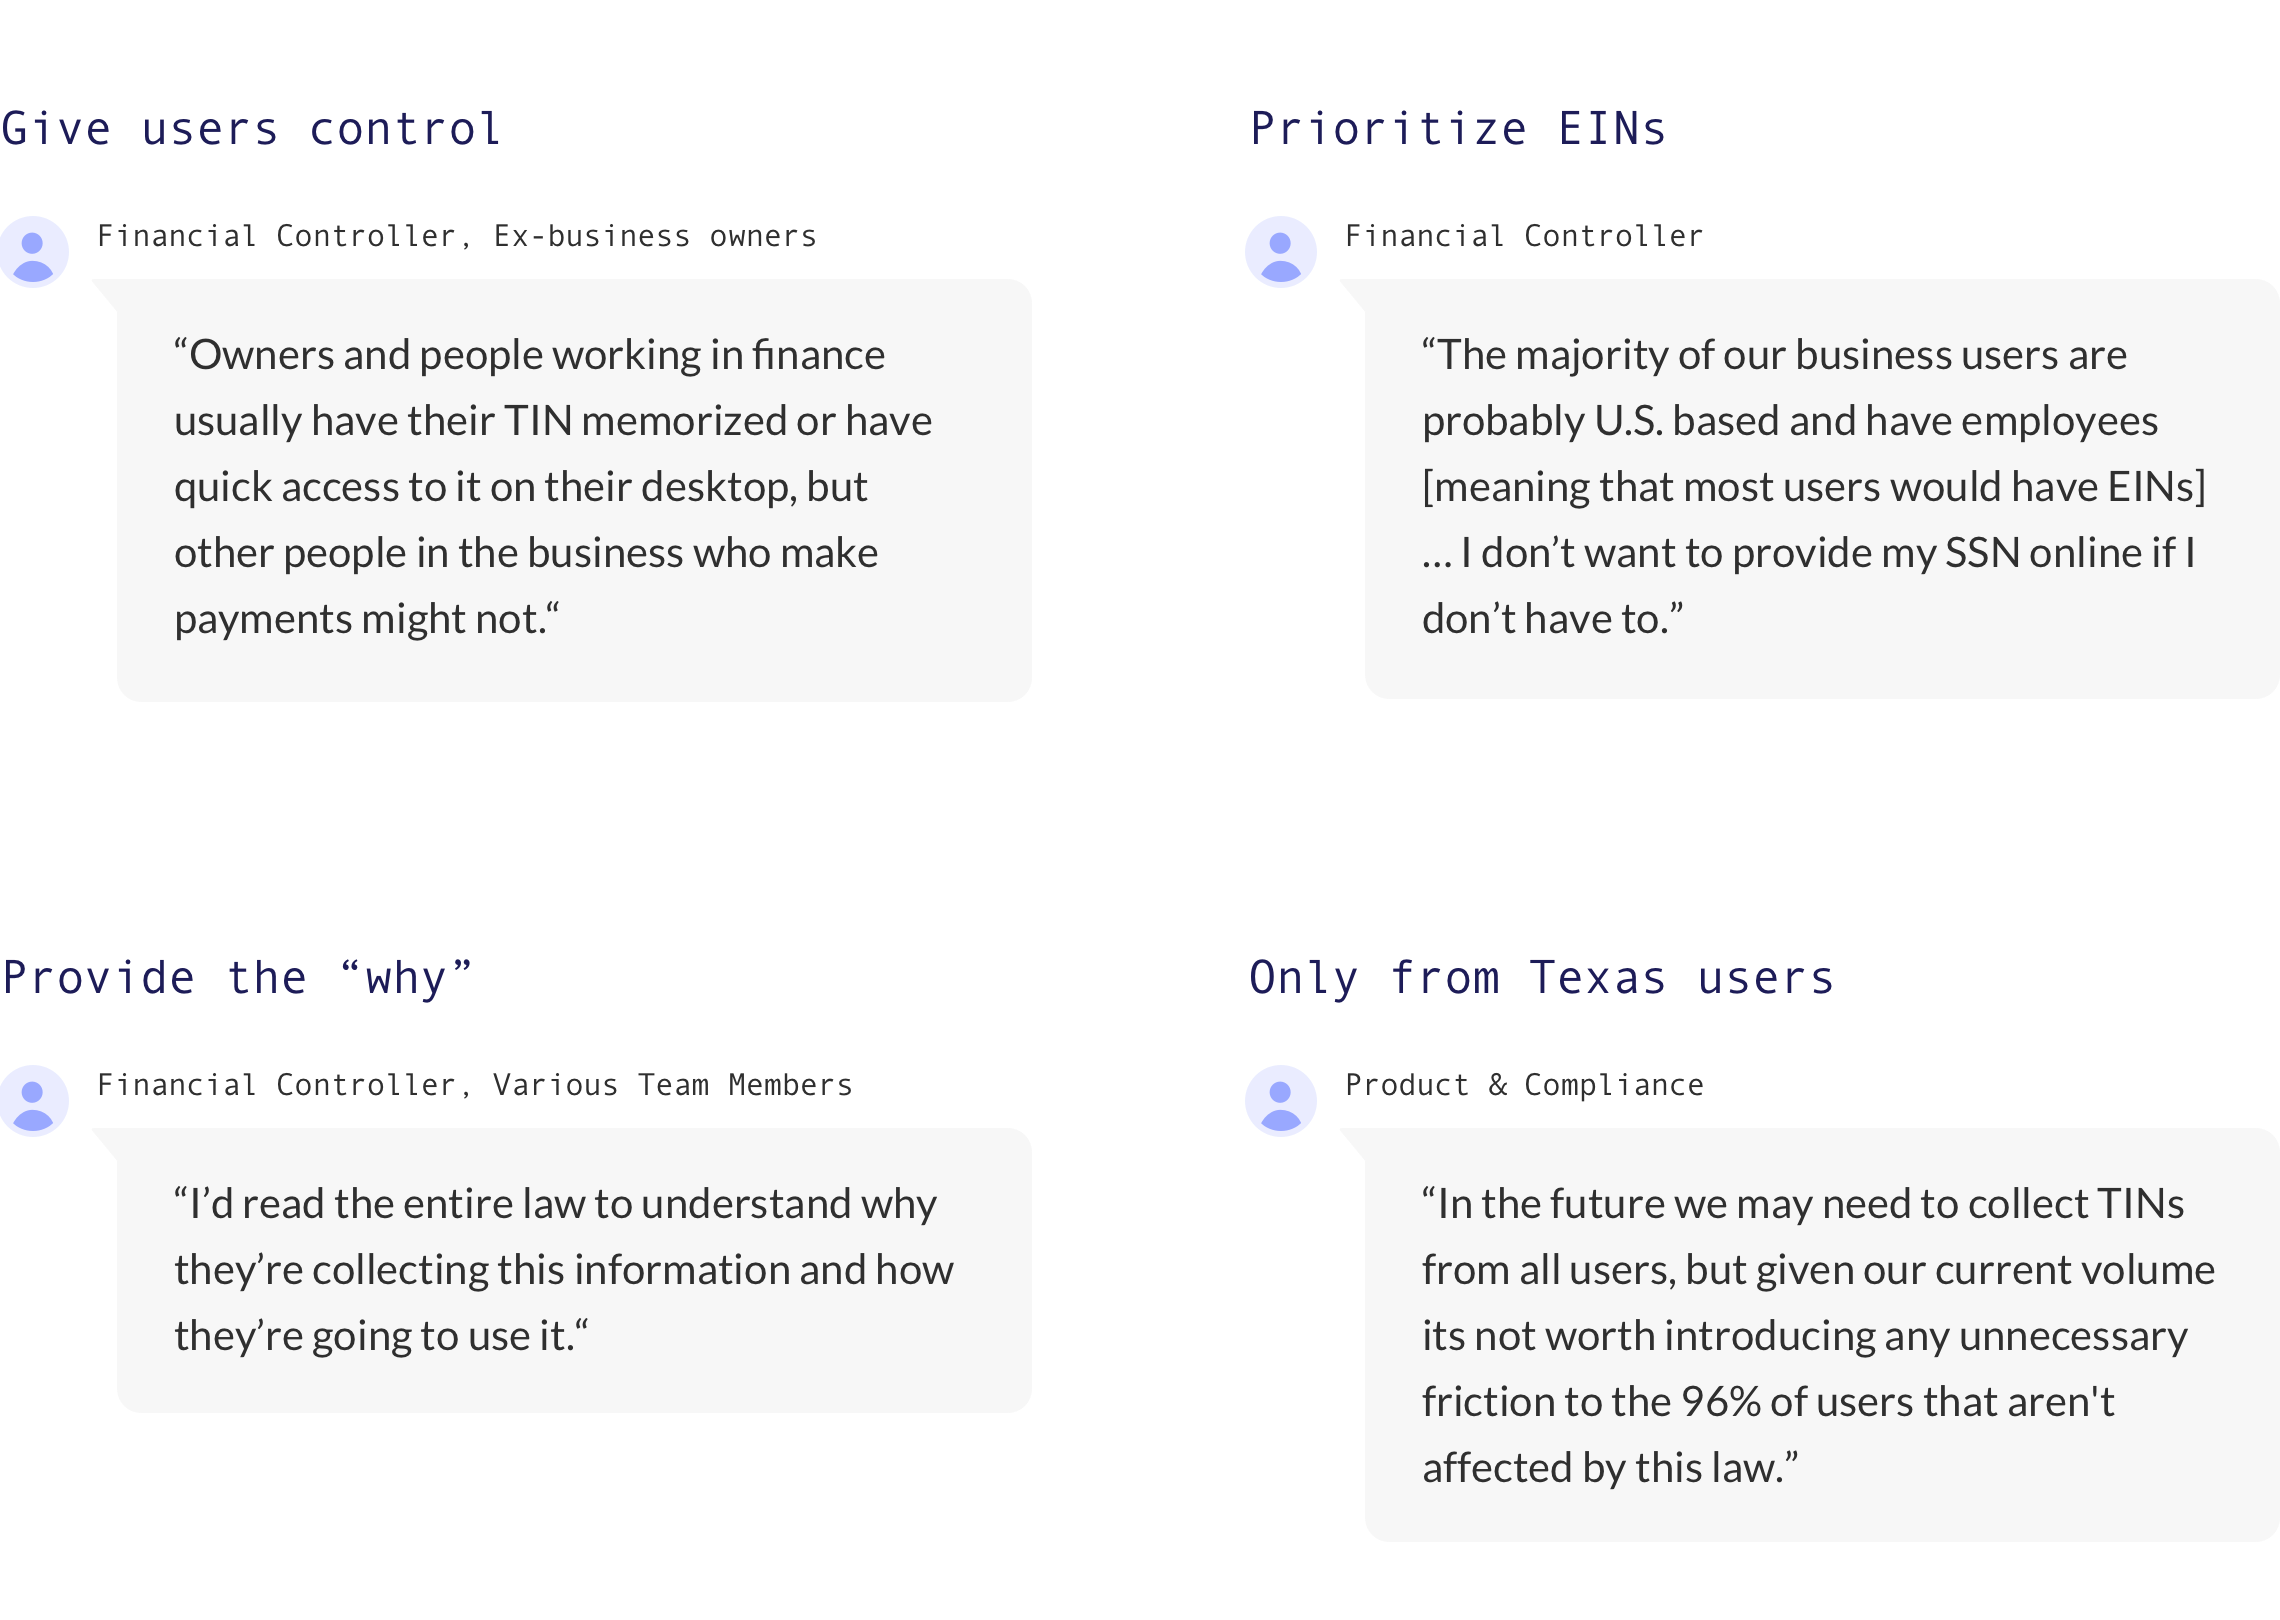 Give users control
Financial Controller, Ex-business owners
“Owners and people working in finance
usually have their TIN memorized or have
quick access to it on their desktop, but
other people in the business who make
payments might not.“
Prioritize EINs
Financial Controller
“The majority of our business users are
probably U.S. based and have employees
[meaning that most users would have EINs]
... I don’t want to provide my SSN online if I
don’t have to.”
Provide the “why”
Financial Controller, Various Team Members
“I’d read the entire law to understand why
they’re collecting this information and how
they’re going to use it.“
Only from Texas users
Product & Compliance
“In the future we may need to collect TINs
from all users, but given our current volume
its not worth introducing any unnecessary
friction to the 96% of users that aren't
affected by this law.”